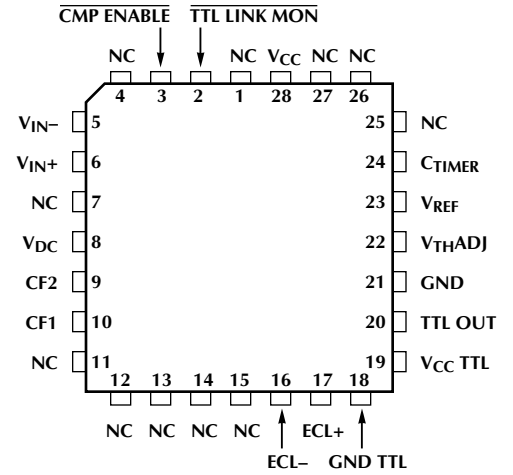 CMP ENABLE TTL LINK MON
NC NC VCC NC NC
4 3 2 1 28 27 26
VIN– 5 25 NC
VIN+ 6 24 CTIMER
NC 7 23 VREF
VDC 8 22 VTHADJ
CF2 9 21 GND
CF1 10 20 TTL OUT
NC 11 19 VCC TTL
12 13 14 15 16 17 18
NC NC NC NC ECL+
ECL– GND TTL